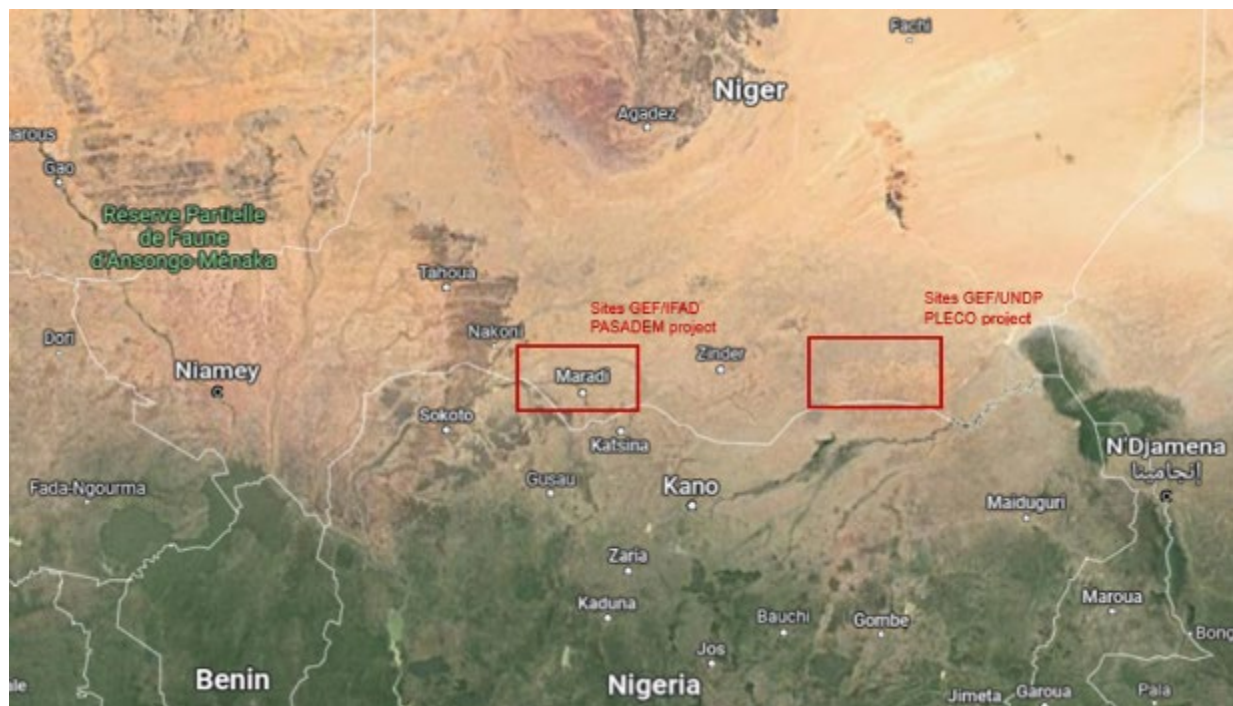 Fachi
Niger
Agadez
arous
Gao
Réserve Partielle
de Faune
d'Ansongo-Ménaka
Tahoua
Sites GEF/IFAD
PASADEM project
Sites GEF/UNDP
PLECO project
Dori
Nakoni
Zinder
Niamey
Maradi
Sokoto
Katsina
N'Djamena
إنجامينا
Fada-Ngourma
Gusau
Kano
Maiduguri
Zaria
Kaduna
Maroua
Bauchi
Gombe
Bong
Jos
Benin
Nigeria
ale
Jimeta
Garoua
Pala